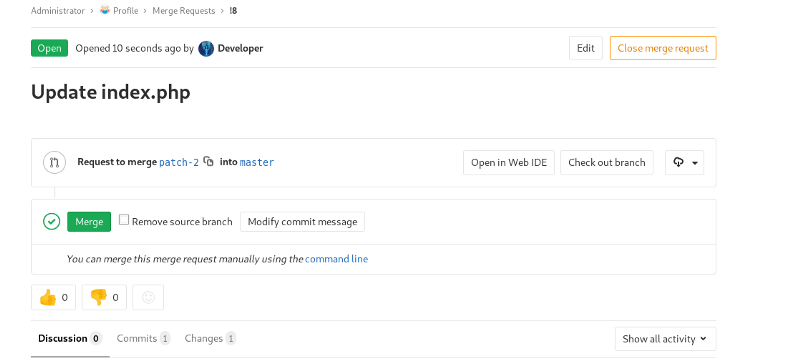 Administrator > Profile > Merge Requests > !8
Open Opened 10 seconds ago by Developer Edit Close merge request
Update index.php
Request to merge patch-2 into master Open in Web IDE Check out branch
Merge Remove source branch Modify commit message
You can merge this merge request manually using the command line
0 0
Discussion 0 Commits 1 Changes 1 Show all activity